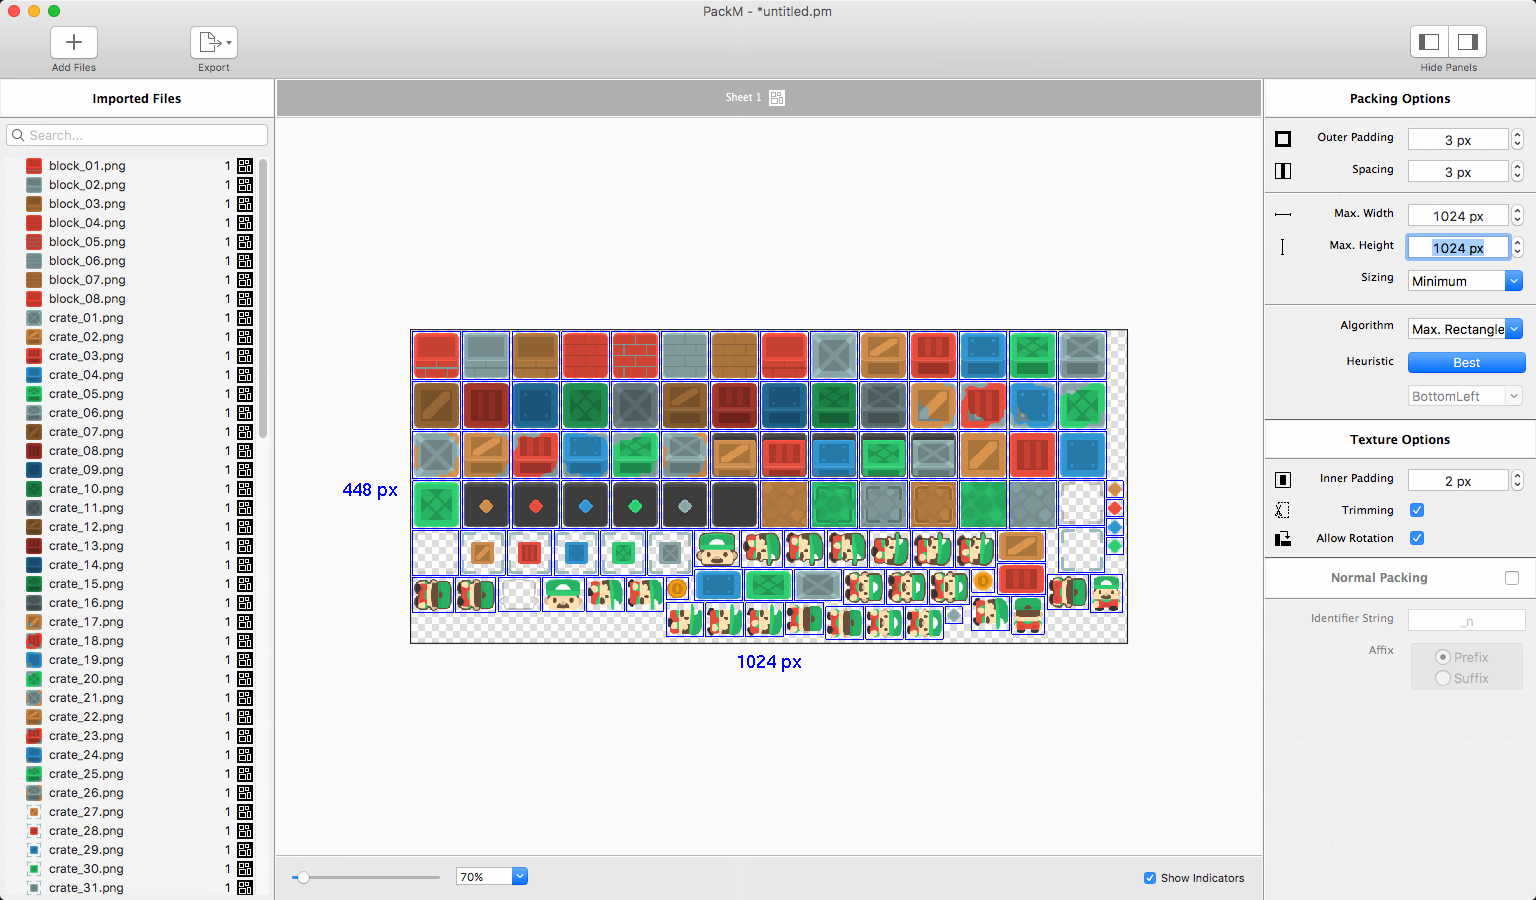 PackM - *untitled.pm
Add Files
Export
Hide Panels
Imported Files
Sheet 1
Packing Options
Search...
block_01.png 1
block_02.png 1
block_03.png 1
block_04.png 1
block_05.png 1
block_06.png 1
block_07.png 1
block_08.png 1
crate_01.png 1
crate_02.png 1
crate_03.png 1
crate_04.png 1
crate_05.png 1
crate_06.png 1
crate_07.png 1
crate_08.png 1
crate_09.png 1
crate_10.png 1
crate_11.png 1
crate_12.png 1
crate_13.png 1
crate_14.png 1
crate_15.png 1
crate_16.png 1
crate_17.png 1
crate_18.png 1
crate_19.png 1
crate_20.png 1
crate_21.png 1
crate_22.png 1
crate_23.png 1
crate_24.png 1
crate_25.png 1
crate_26.png 1
crate_27.png 1
crate_28.png 1
crate_29.png 1
crate_30.png 1
crate_31.png 1
448 px
1024 px
70%
Show Indicators
Outer Padding 3 px
Spacing 3 px
Max. Width 1024 px
Max. Height 1024 px
Sizing Minimum
Algorithm Max. Rectangle
Heuristic Best
BottomLeft
Texture Options
Inner Padding 2 px
Trimming
Allow Rotation
Normal Packing
Identifier String _n
Affix Prefix
Suffix